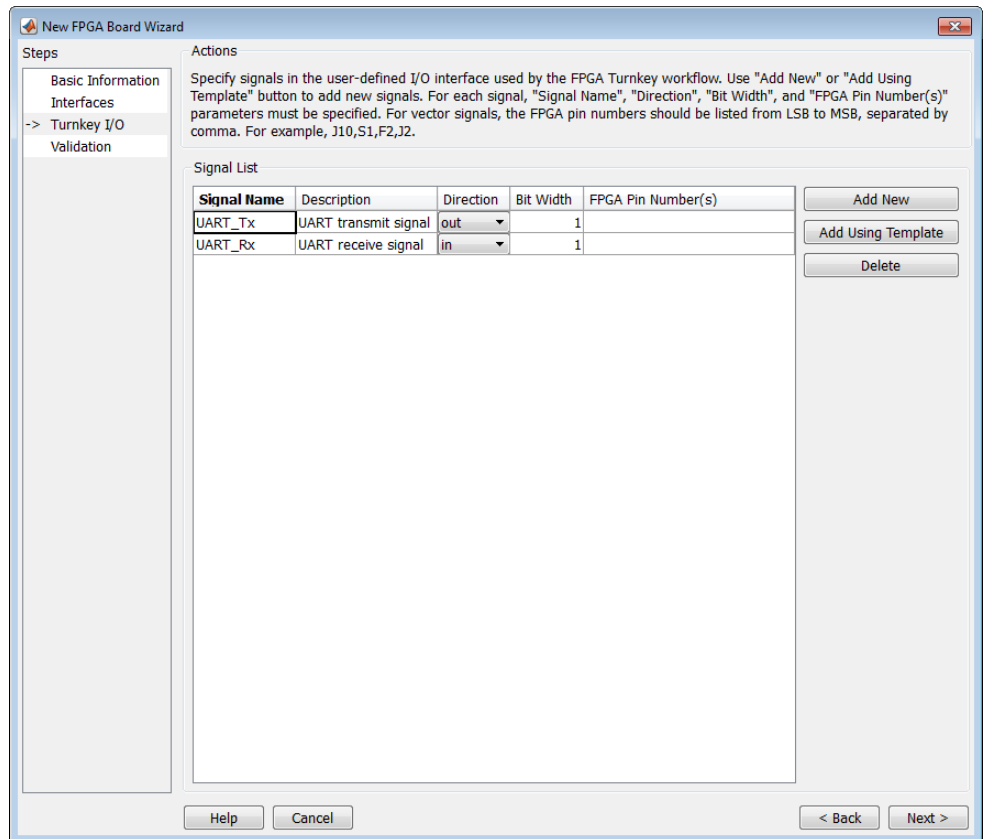 New FPGA Board Wizard
Steps
Basic Information
Interfaces
-> Turnkey I/O
Validation
Actions
Specify signals in the user-defined I/O interface used by the FPGA Turnkey workflow. Use "Add New" or "Add Using
Template" button to add new signals. For each signal, "Signal Name", "Direction", "Bit Width", and "FPGA Pin Number(s)"
parameters must be specified. For vector signals, the FPGA pin numbers should be listed from LSB to MSB, separated by
comma. For example, J10,S1,F2,J2.
Signal List
Signal Name Description Direction Bit Width FPGA Pin Number(s)
UART_Tx UART transmit signal out 1
UART_Rx UART receive signal in 1
Add New
Add Using Template
Delete
Help Cancel < Back Next >